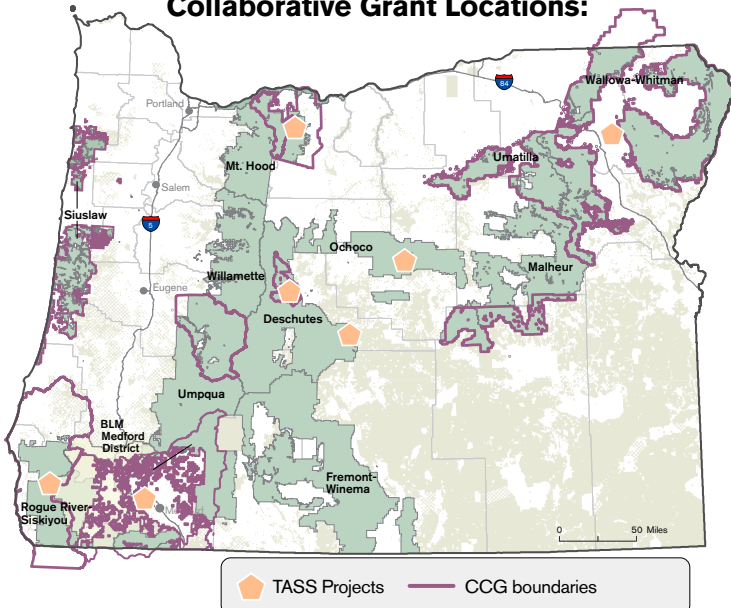 Collaborative Grant Locations:
84
Wallowa-Whitman
Portland
Umatilla
Mt. Hood
Salem
Siuslaw
5
Ochoco
Willamette
Malheur
Eugene
Deschutes
Umpqua
BLM
Medford
District
Fremont-
Winema
Rogue River-
Siskiyou
0 50 Miles
TASS Projects
CCG boundaries